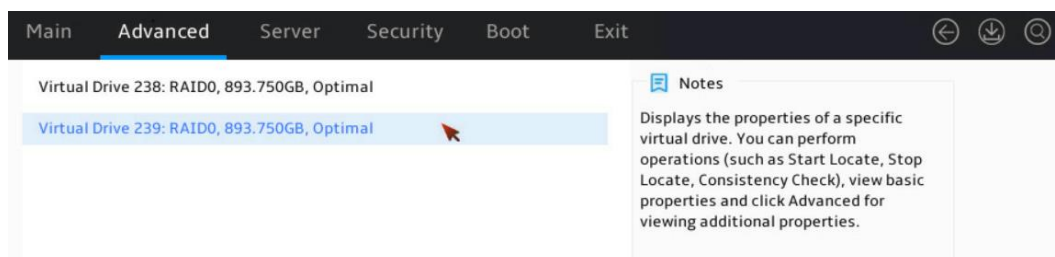 Main Advanced Server Security Boot Exit
Virtual Drive 238: RAID0, 893.750GB, Optimal
Virtual Drive 239: RAID0, 893.750GB, Optimal
Notes
Displays the properties of a specific
virtual drive. You can perform
operations (such as Start Locate, Stop
Locate, Consistency Check), view basic
properties and click Advanced for
viewing additional properties.